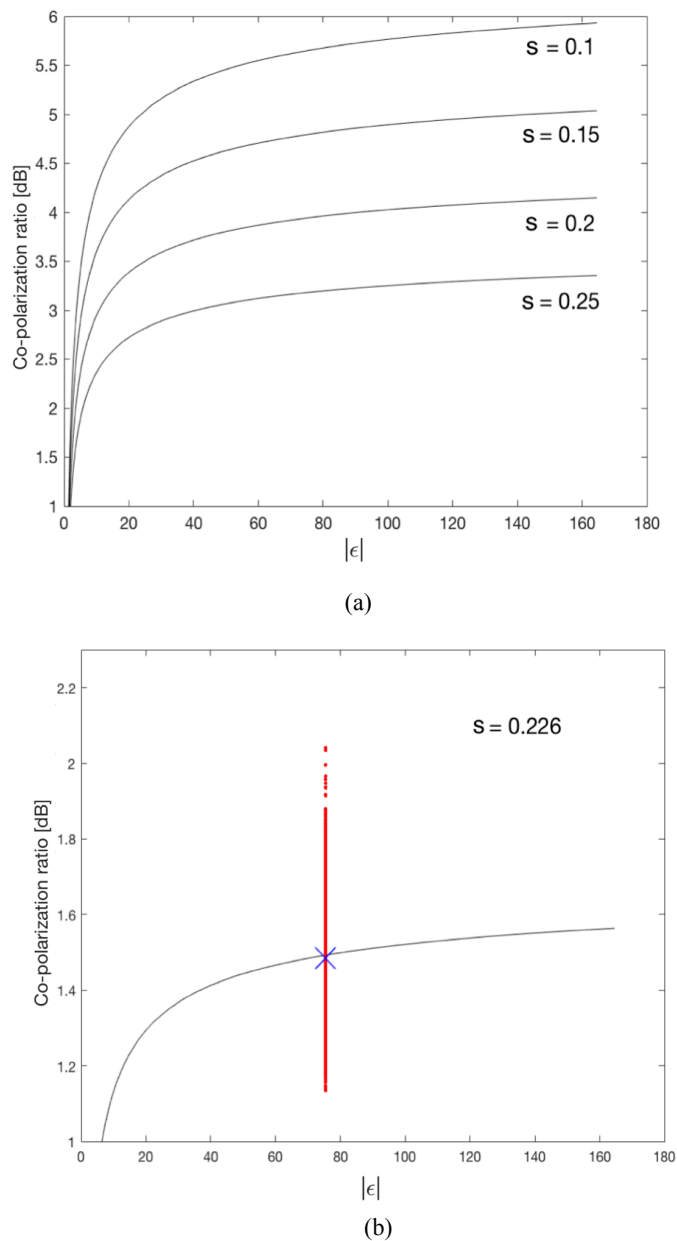 6
5.5
5
4.5
4
3.5
3
2.5
2
1.5
1
Co-polarization ratio [dB]
s = 0.1
s = 0.15
s = 0.2
s = 0.25
0 20 40 60 80 100 120 140 160 180
|ϵ|
(a)
2.2
2
1.8
1.6
1.4
1.2
1
Co-polarization ratio [dB]
s = 0.226
0 20 40 60 80 100 120 140 160 180
|ϵ|
(b)